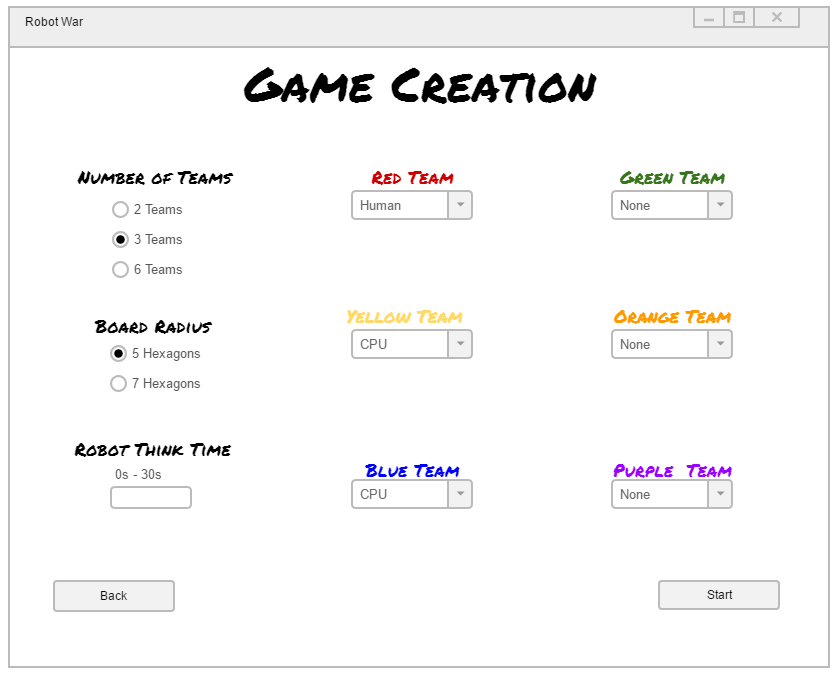 Robot War
Game Creation
Number of Teams
2 Teams
3 Teams
6 Teams
Board Radius
5 Hexagons
7 Hexagons
Robot Think Time
0s - 30s
Red Team
Human
Yellow Team
CPU
Blue Team
CPU
Green Team
None
Orange Team
None
Purple Team
None
Back
Start